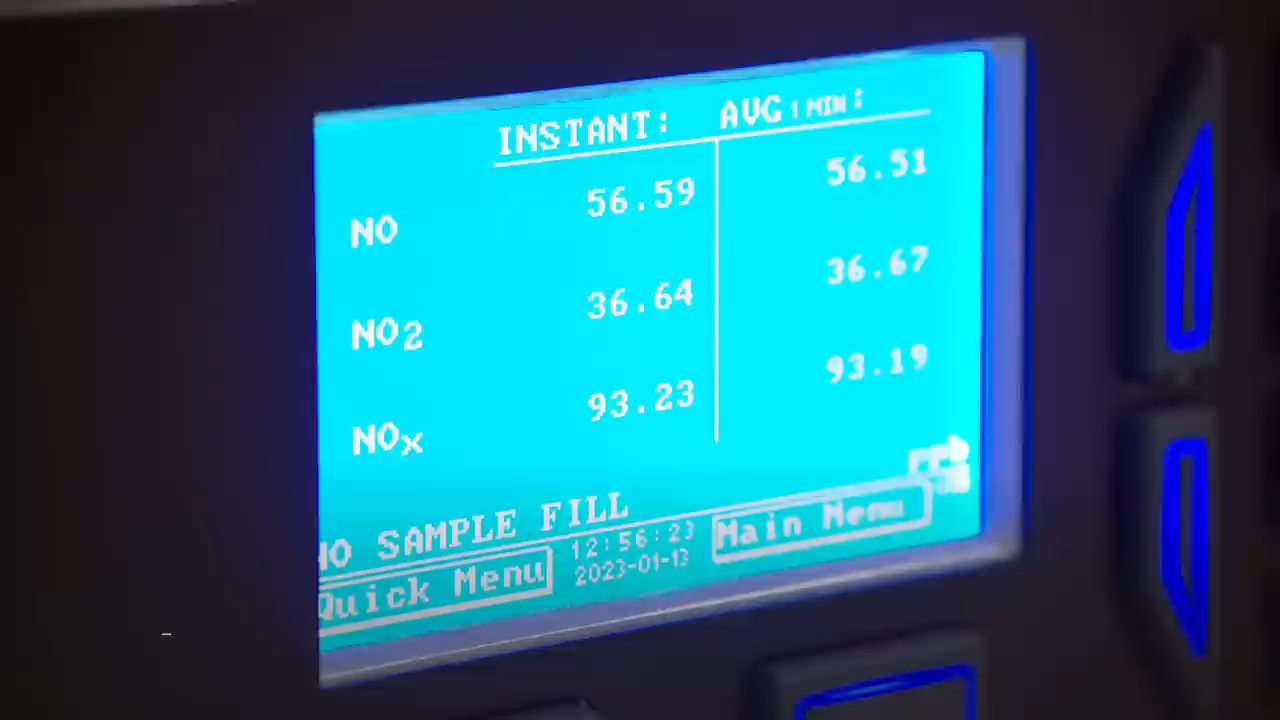 INSTANT: AVG 1 MIN:
NO 56.59 56.51
NO2 36.64 36.67
NOx 93.23 93.19
ppb
NO SAMPLE FILL
Quick Menu 12:56:23 Main Menu
2023-01-13